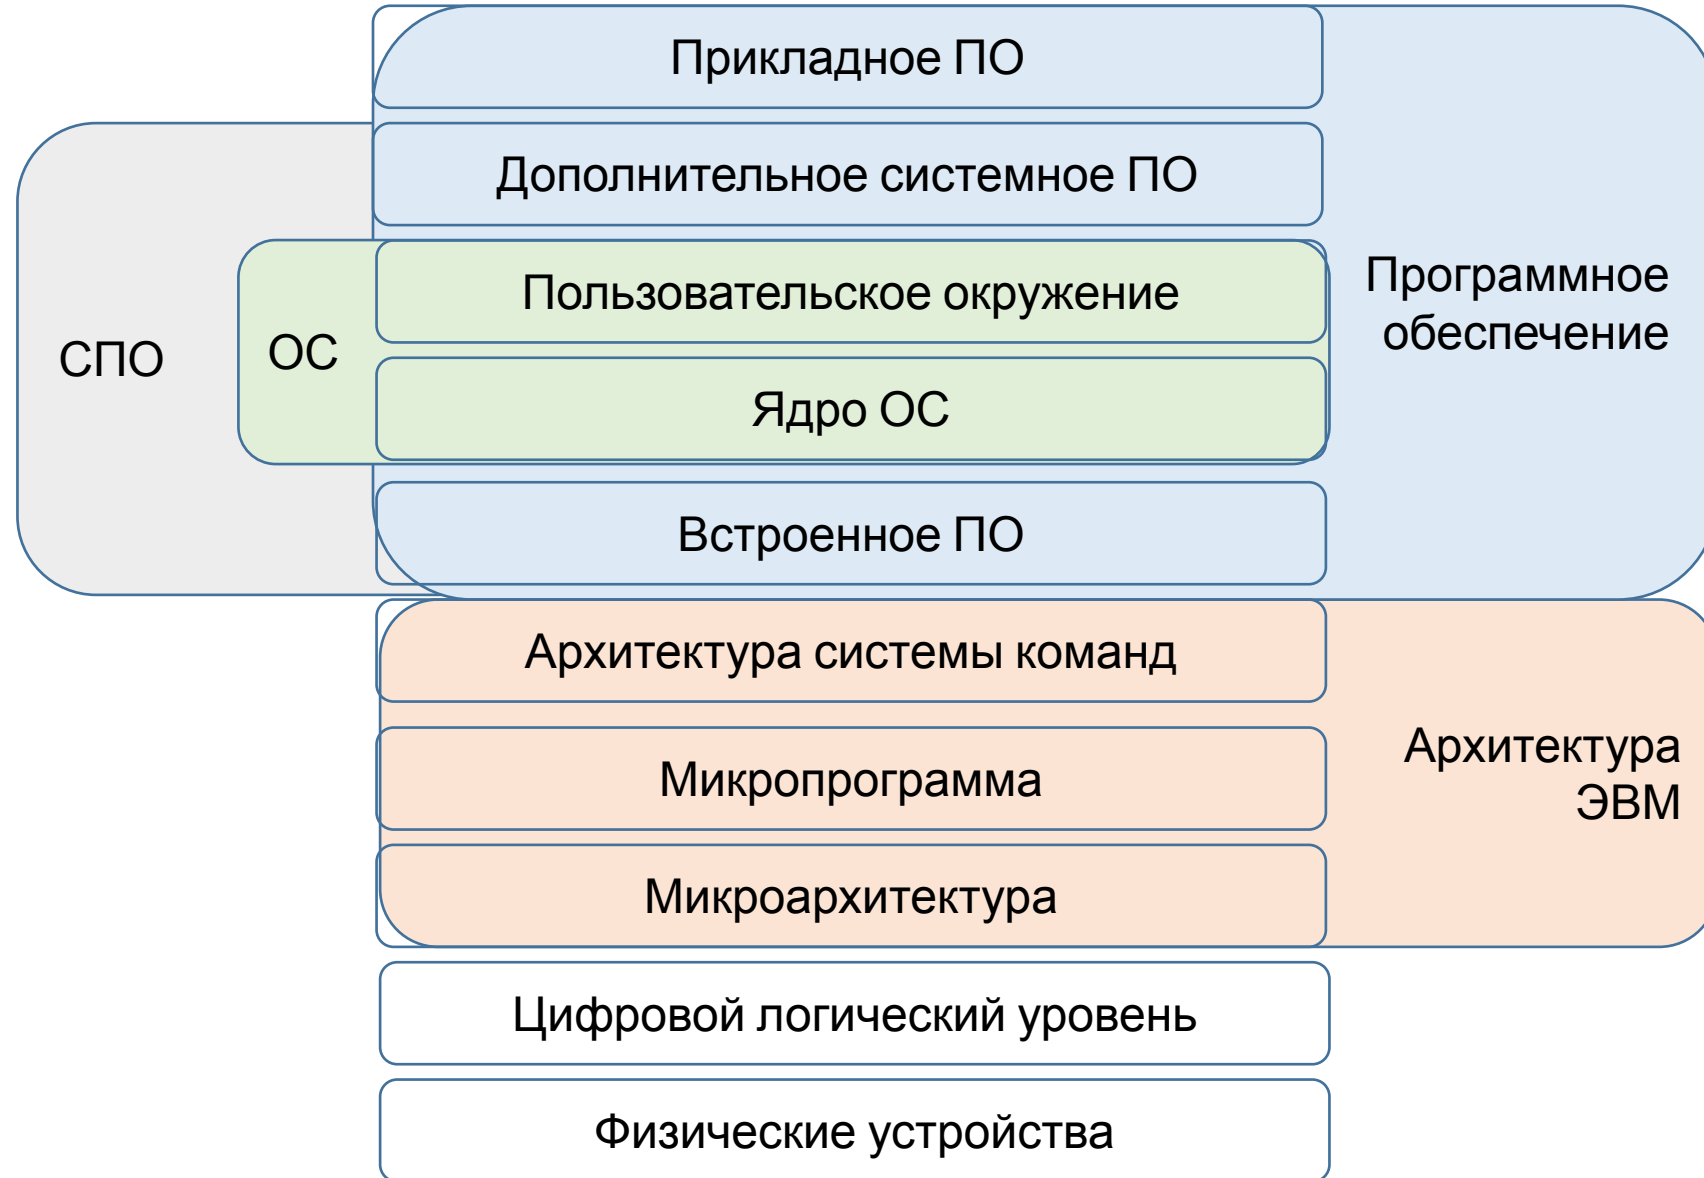 Прикладное ПО
Дополнительное системное ПО
Пользовательское окружение
Программное
обеспечение
СПО
ОС
Ядро ОС
Встроенное ПО
Архитектура системы команд
Микропрограмма
Архитектура
ЭВМ
Микроархитектура
Цифровой логический уровень
Физические устройства